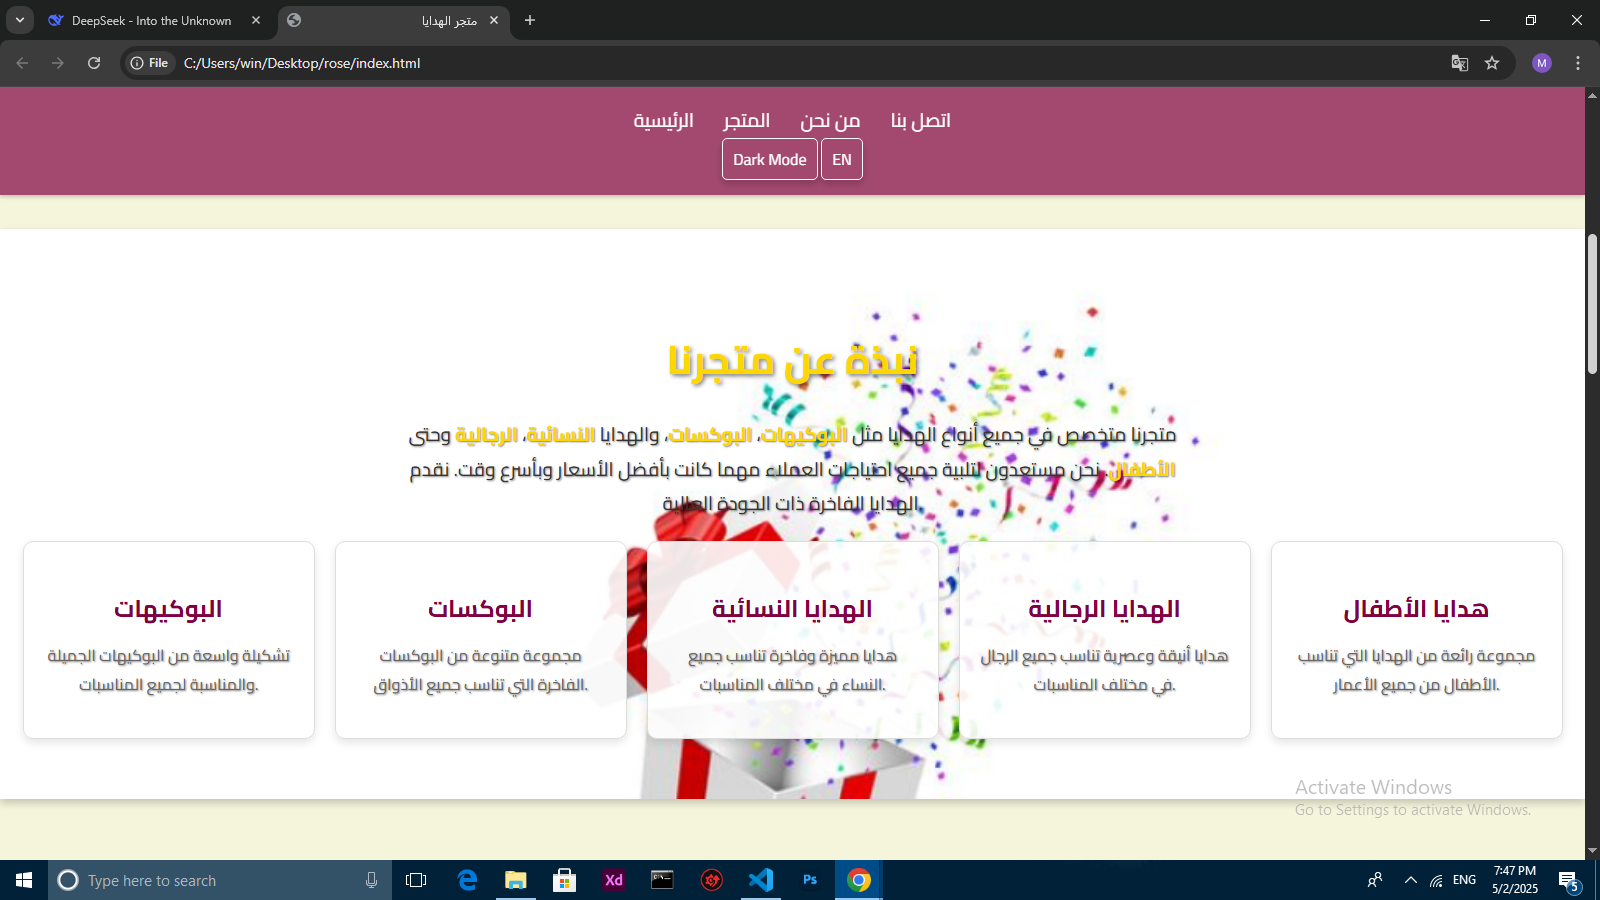 DeepSeek - Into the Unknown
متجر الهدايا
File
C:/Users/win/Desktop/rose/index.html
M
الرئيسية
المتجر
من نحن
اتصل بنا
Dark Mode
EN
نبذة عن متجرنا
متجرنا متخصص في جميع أنواع الهدايا مثل البوكيهات، البوكسات، والهدايا النسائية، الرجالية وحتى
الأطفال. نحن مستعدون لتلبية جميع احتياجات العملاء مهما كانت بأفضل الأسعار وبأسرع وقت. نقدم
الهدايا الفاخرة ذات الجودة العالية.
البوكيهات
تشكيلة واسعة من البوكيهات الجميلة
والمناسبة لجميع المناسبات.
البوكسات
مجموعة متنوعة من البوكسات
الفاخرة التي تناسب جميع الأذواق.
الهدايا النسائية
هدايا مميزة وفاخرة تناسب جميع
النساء في مختلف المناسبات.
الهدايا الرجالية
هدايا أنيقة وعصرية تناسب جميع الرجال
في مختلف المناسبات.
هدايا الأطفال
مجموعة رائعة من الهدايا التي تناسب
الأطفال من جميع الأعمار.
Activate Windows
Go to Settings to activate Windows.
Type here to search
Xd
Ps
ENG
7:47 PM
5/2/2025
5